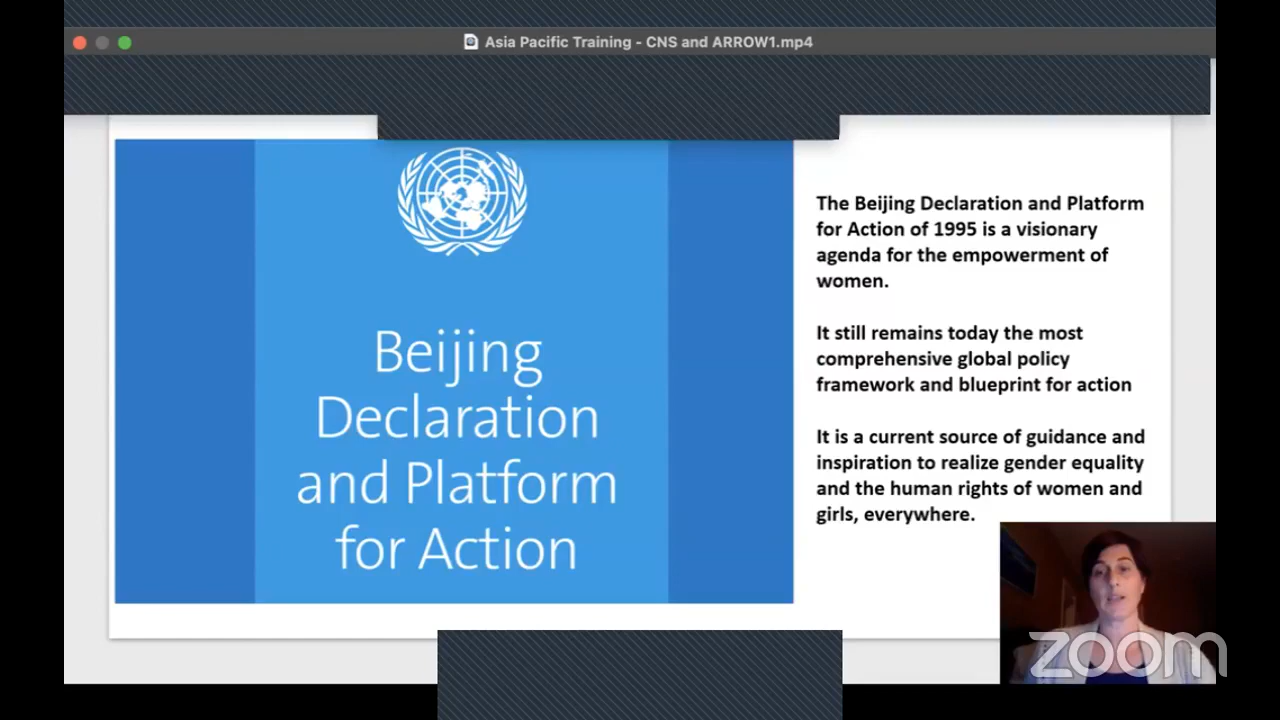 Asia Pacific Training - CNS and ARROW1.mp4
Beijing
Declaration
and Platform
for Action
The Beijing Declaration and Platform
for Action of 1995 is a visionary
agenda for the empowerment of
women.
It still remains today the most
comprehensive global policy
framework and blueprint for action
It is a current source of guidance and
inspiration to realize gender equality
and the human rights of women and
girls, everywhere.
zoom